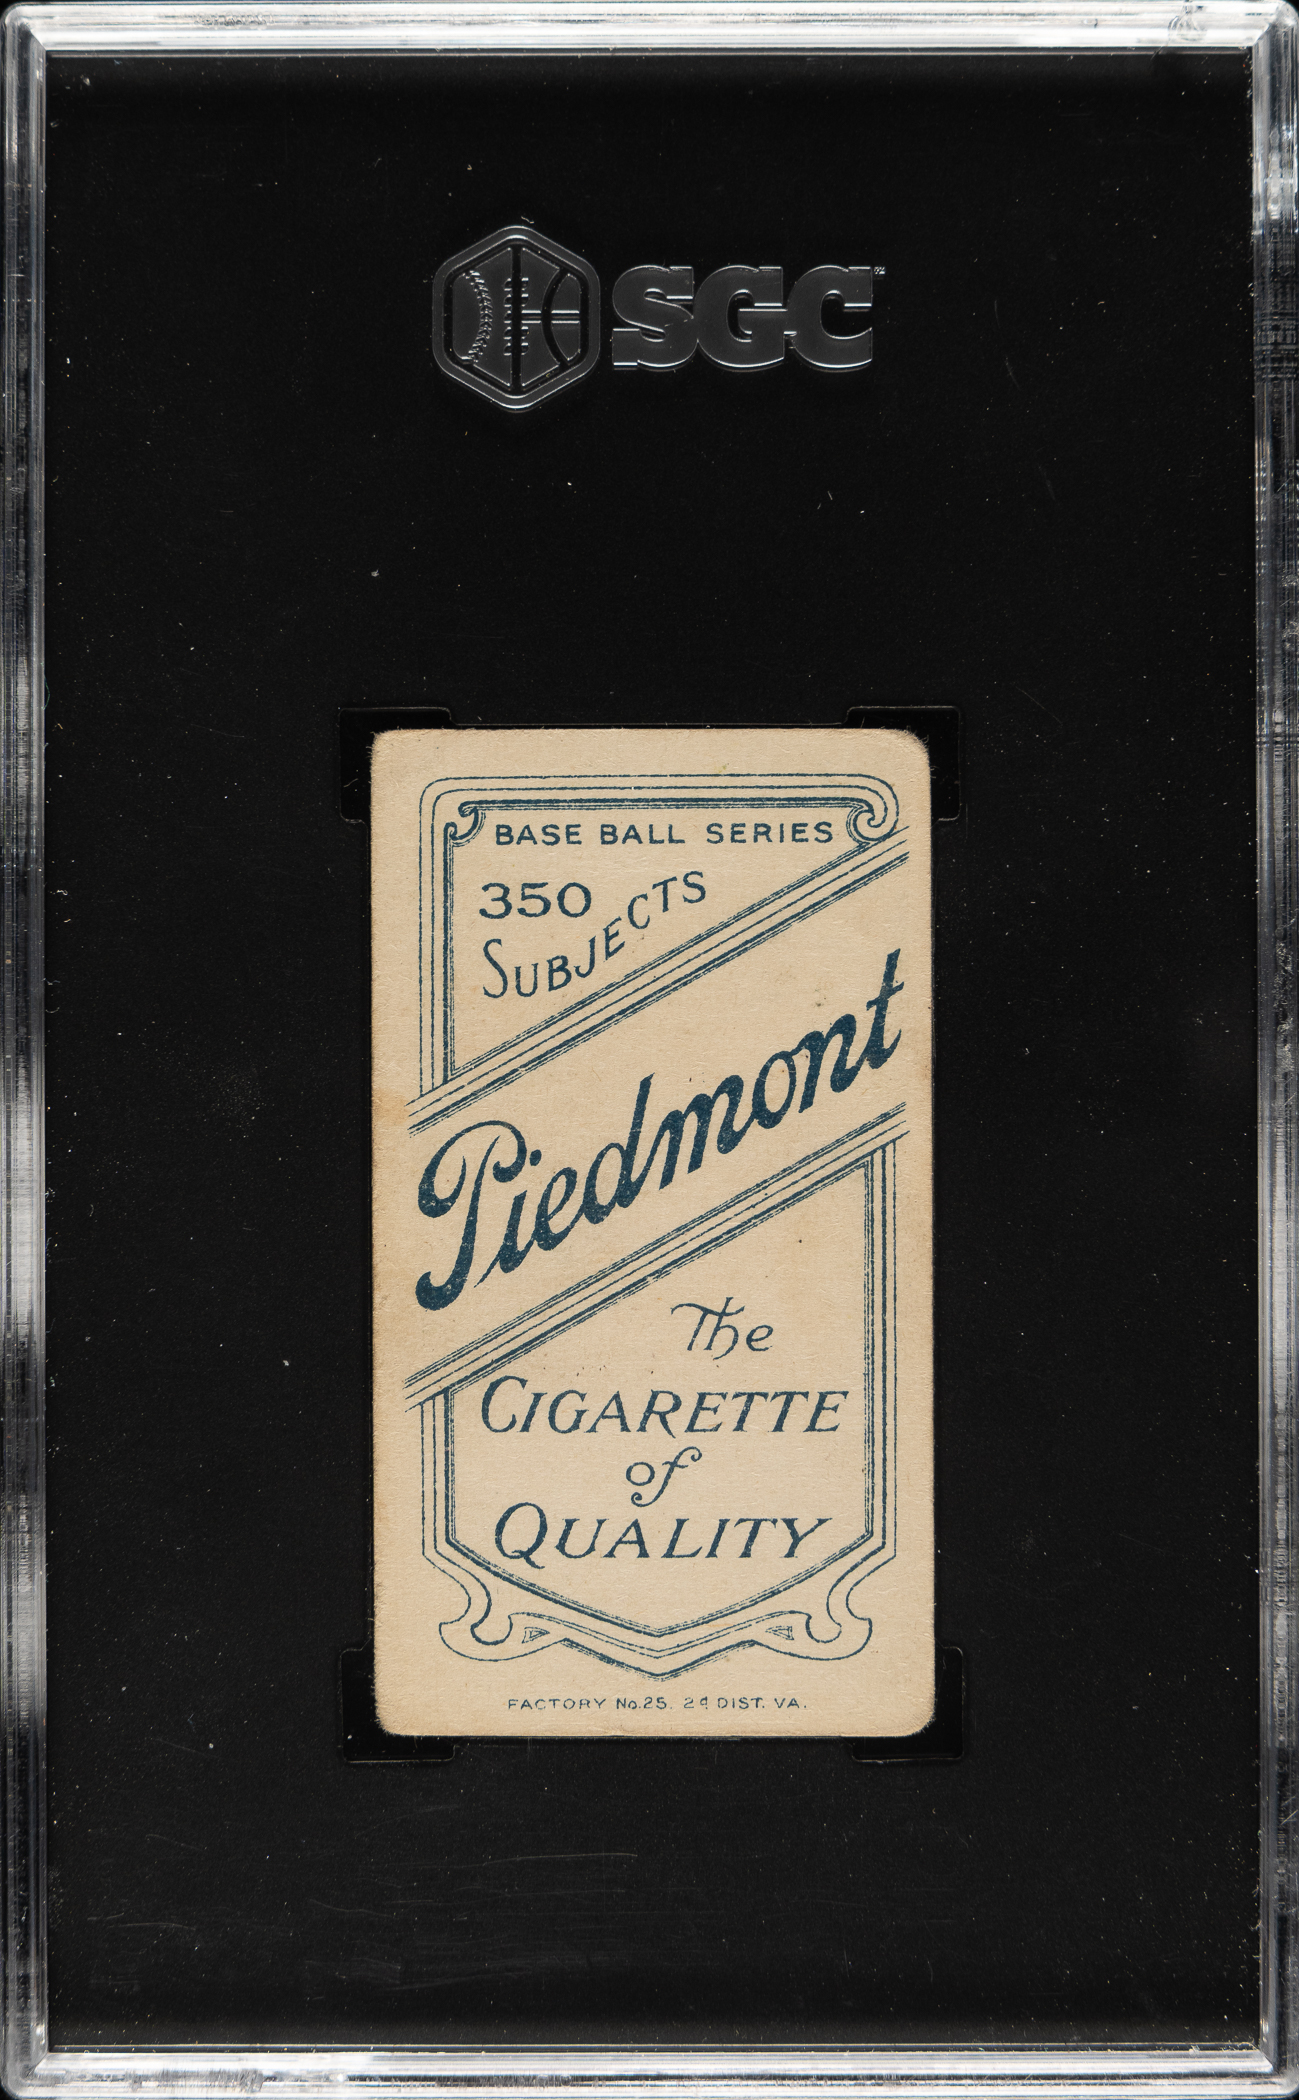 SGC
BASE BALL SERIES
350
SUBJECTS
Piedmont
The
CIGARETTE
of
QUALITY
FACTORY No.25. 2d DIST. VA.